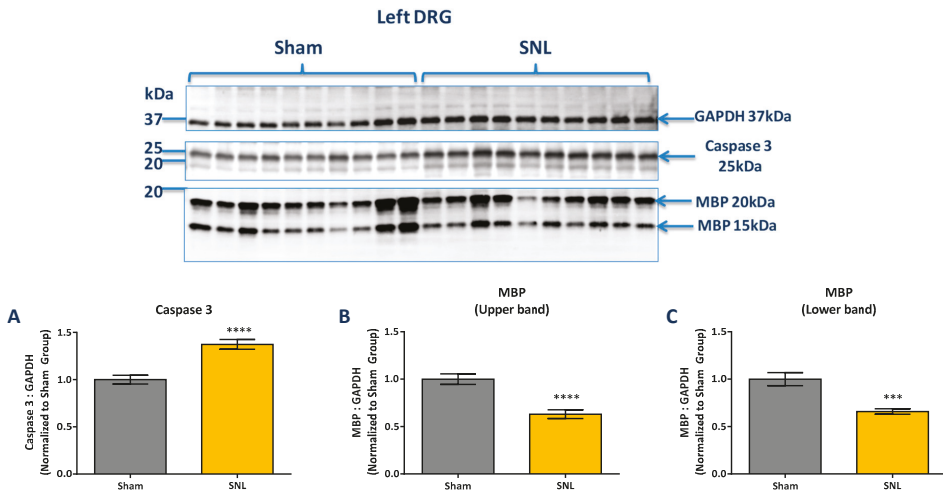 Left DRG
Sham
SNL
kDa
37
GAPDH 37kDa
25
20
Caspase 3
25kDa
20
MBP 20kDa
MBP 15kDa
A
Caspase 3
Caspase 3 : GAPDH
(Normalized to Sham Group)
1.5
1.0
0.5
0.0
****
Sham
SNL
B
MBP
(Upper band)
MBP : GAPDH
(Normalized to Sham Group)
1.5
1.0
0.5
0.0
****
Sham
SNL
C
MBP
(Lower band)
MBP : GAPDH
(Normalized to Sham Group)
1.5
1.0
0.5
0.0
***
Sham
SNL